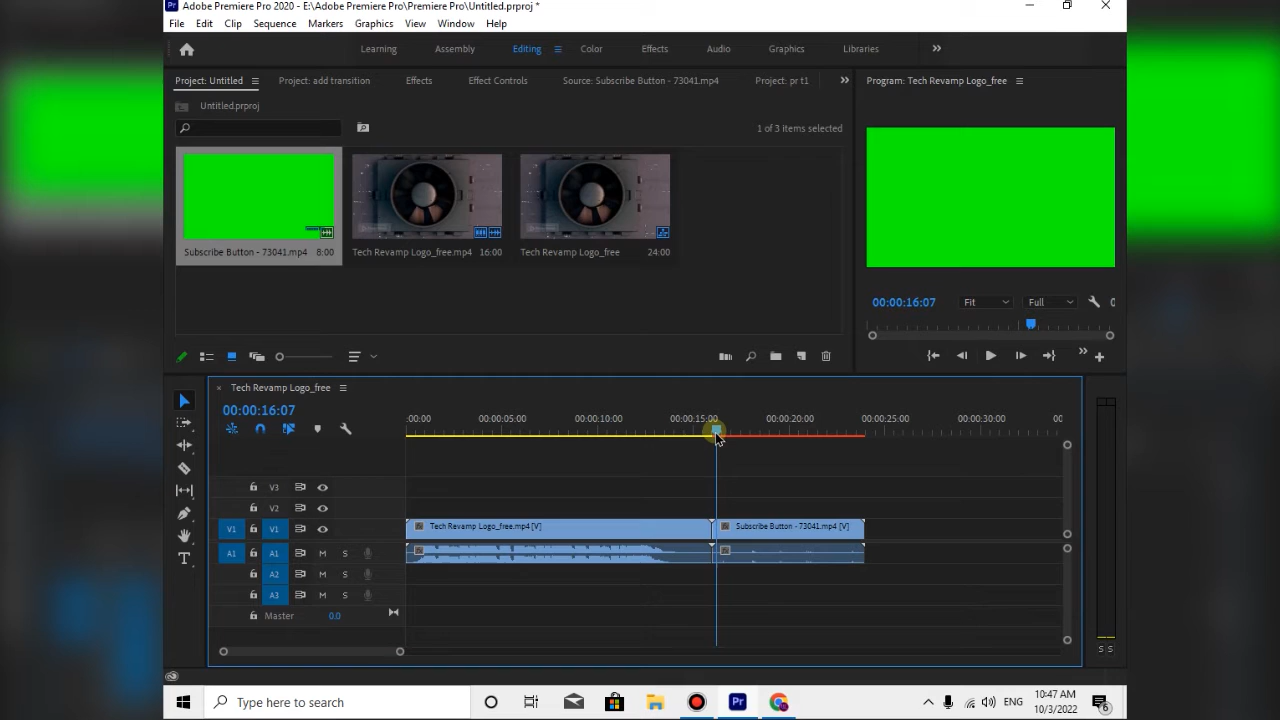 Adobe Premiere Pro 2020 - E:\Adobe Premiere Pro\Premiere Pro\Untitled.prproj *
File Edit Clip Sequence Markers Graphics View Window Help
Learning Assembly Editing Color Effects Audio Graphics Libraries
Project: Untitled Project: add transition Effects Effect Controls Source: Subscribe Button - 73041.mp4 Project: pr t1 Program: Tech Revamp Logo_free
Untitled.prproj
1 of 3 items selected
Subscribe Button - 73041.mp4 8:00 Tech Revamp Logo_free.mp4 16:00 Tech Revamp Logo_free 24:00
00:00:16:07 Fit Full 0
Tech Revamp Logo_free
00:00:16:07
:00:00 00:00:05:00 00:00:10:00 00:00:15:00 00:00:20:00 00:00:25:00 00:00:30:00 00
V3
V2
V1 V1 Tech Revamp Logo_free.mp4 [V] Subscribe Button - 73041.mp4 [V]
A1 A1 M S
A2 M S
A3 M S
Master 0.0
S S
Type here to search Pr ENG 10:47 AM
10/3/2022 6